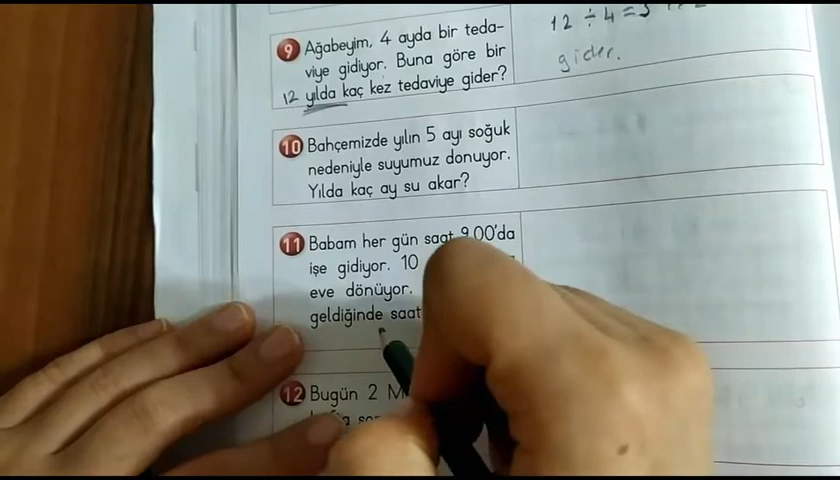 9 Ağabeyim, 4 ayda bir teda-
viye gidiyor. Buna göre bir
12 yılda kaç kez tedaviye gider?
12 ÷ 4 = 3
gider.
10 Bahçemizde yılın 5 ayı soğuk
nedeniyle suyumuz donuyor.
Yılda kaç ay su akar?
11 Babam her gün saat 9.00'da
işe gidiyor. 10
eve dönüyor.
geldiğinde saat
12 Bugün 2